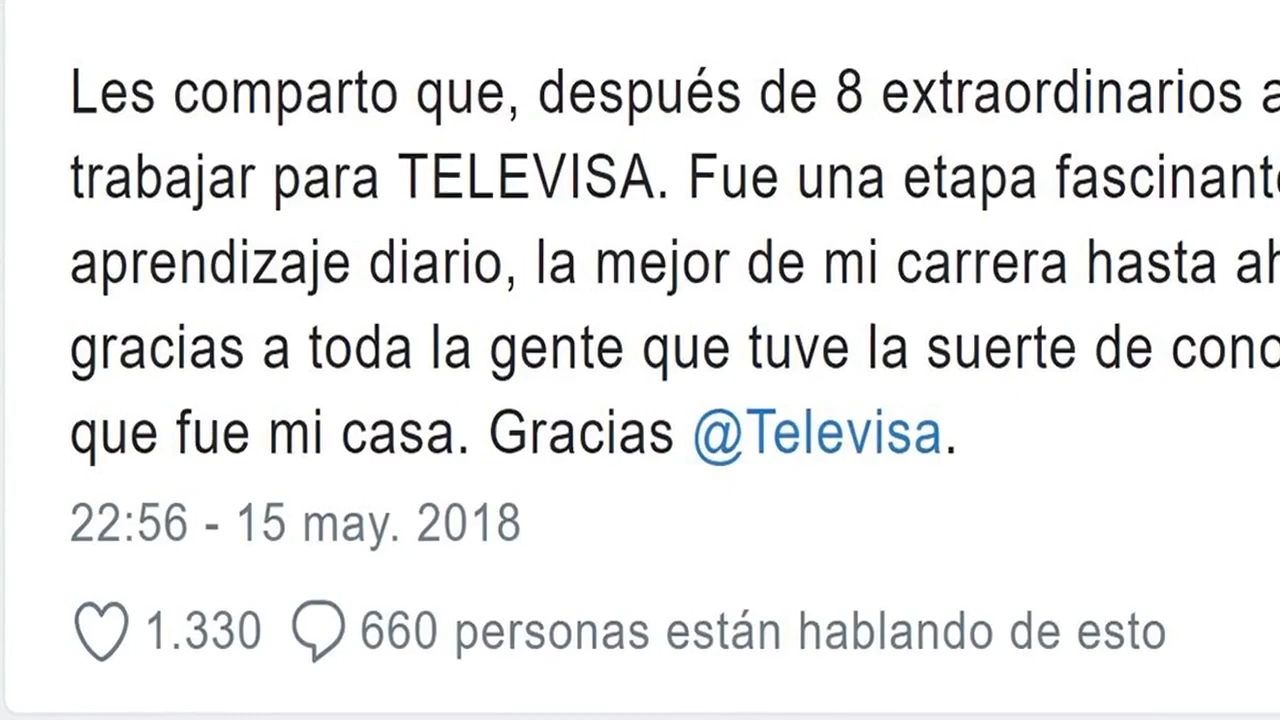 Les comparto que, después de 8 extraordinarios
trabajar para TELEVISA. Fue una etapa
aprendizaje diario, la mejor de mi carrera hasta
gracias a toda la gente que tuve la suerte de
que fue mi casa. Gracias @Televisa.
22:56 - 15 may. 2018
1.330 660 personas están hablando de esto